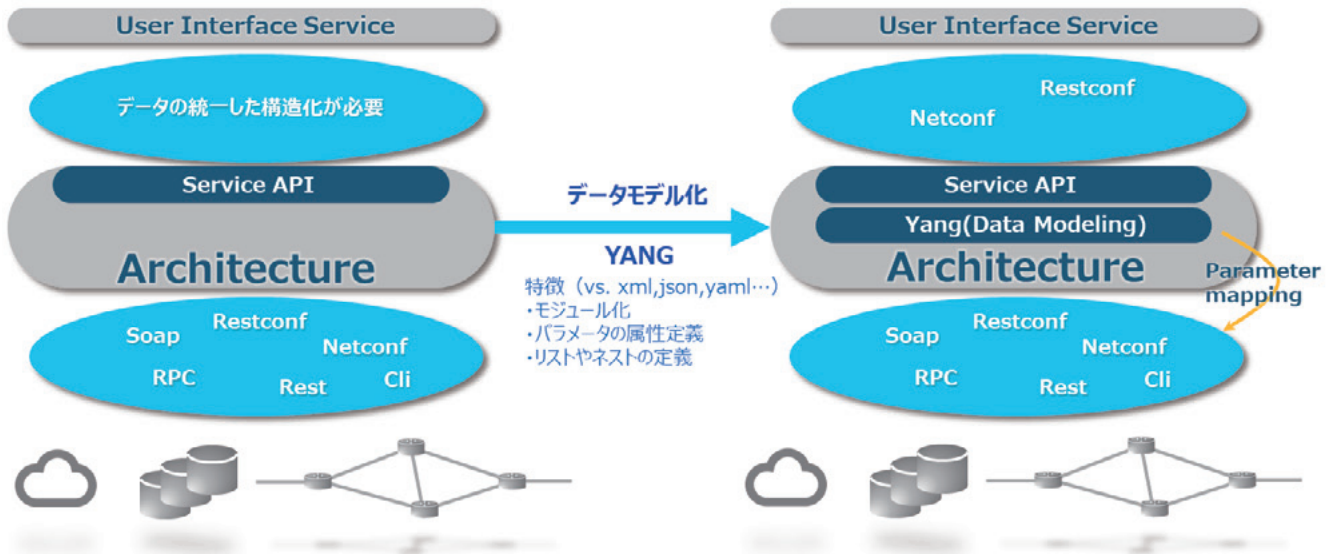 User Interface Service
データの統一した構造化が必要
Service API
Architecture
Soap
Restconf
Netconf
RPC
Rest
Cli
データモデル化
YANG
特徴（vs. xml,json,yaml…）
・モジュール化
・パラメータの属性定義
・リストやネストの定義
User Interface Service
Restconf
Netconf
Service API
Yang(Data Modeling)
Architecture
Parameter
mapping
Soap
Restconf
Netconf
RPC
Rest
Cli